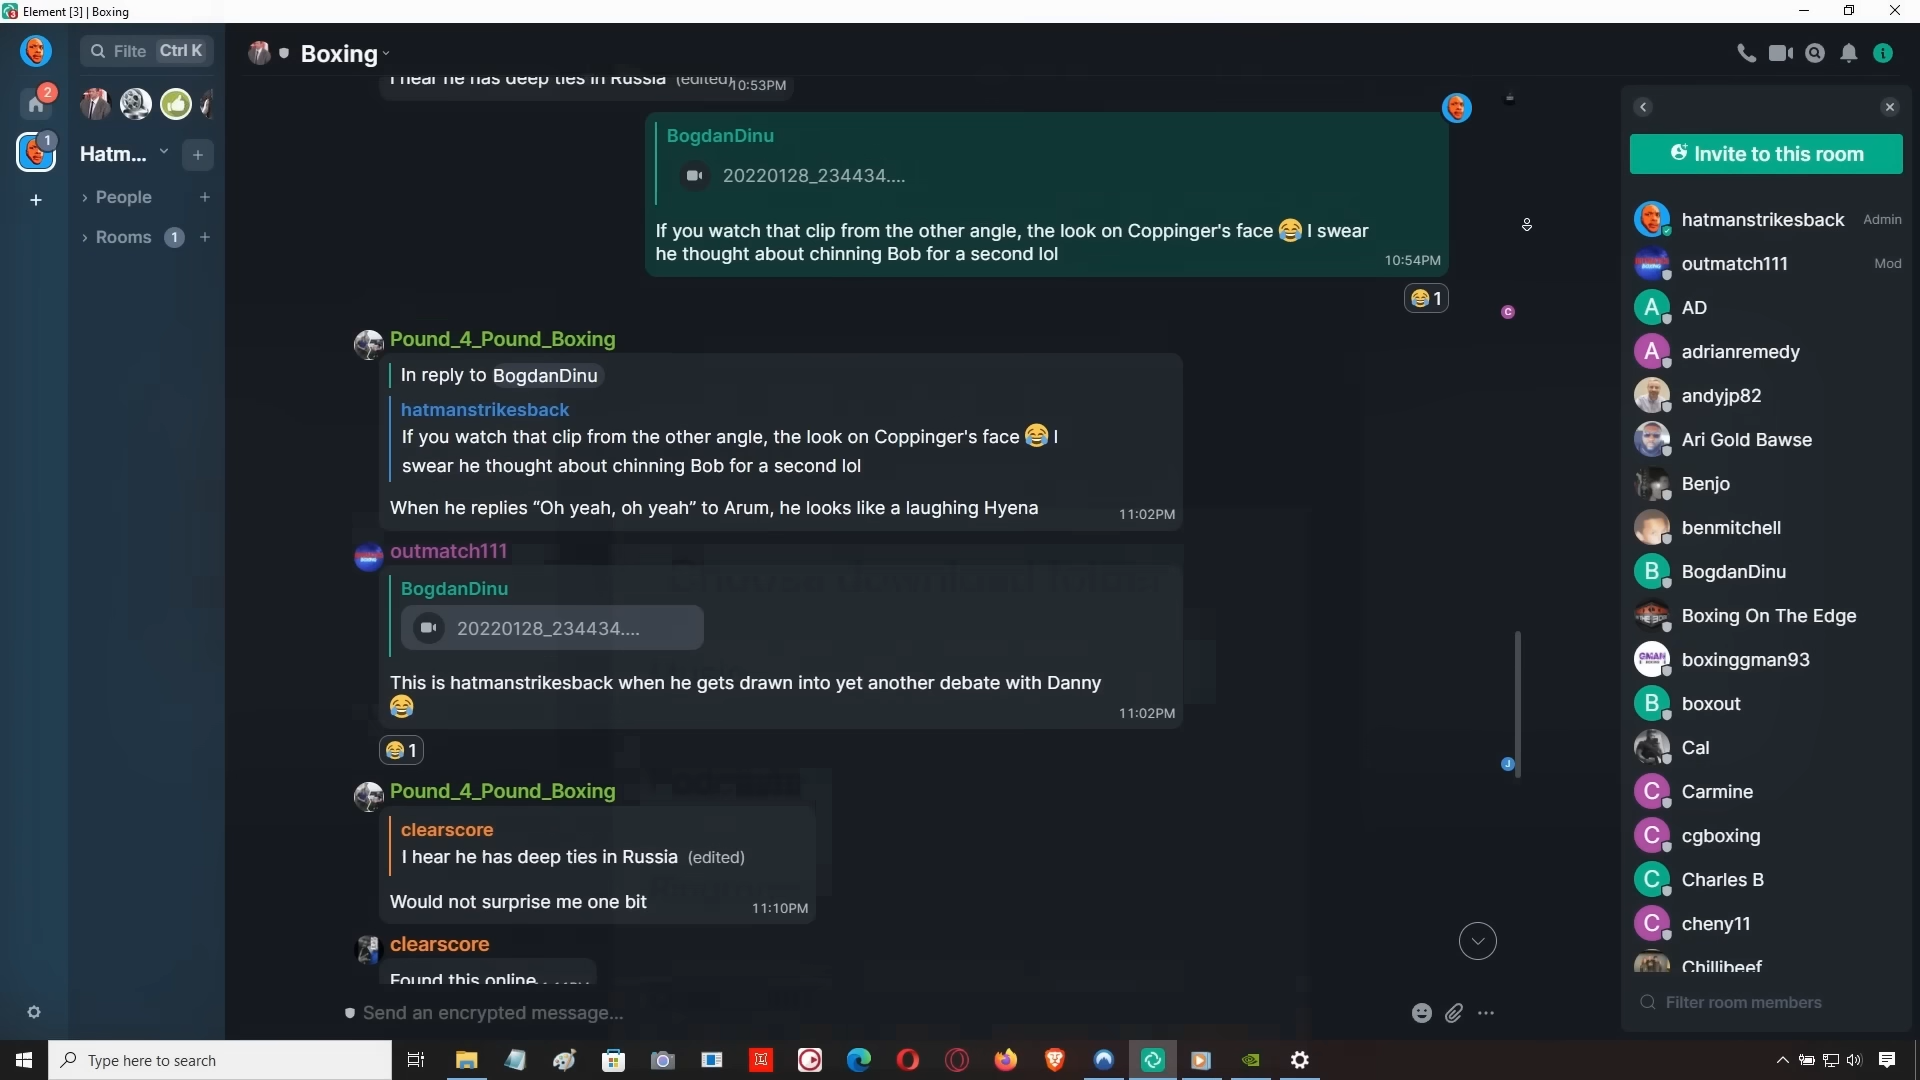 Element [3] | Boxing
Filte Ctrl K
Boxing
2
1
Hatm...
People
Rooms 1
I hear he has deep ties in Russia (edited)
10:53PM
BogdanDinu
20220128_234434....
If you watch that clip from the other angle, the look on Coppinger's face 😂 I swear
he thought about chinning Bob for a second lol
10:54PM
😂 1
C
Pound_4_Pound_Boxing
In reply to BogdanDinu
hatmanstrikesback
If you watch that clip from the other angle, the look on Coppinger's face 😂 I
swear he thought about chinning Bob for a second lol
When he replies “Oh yeah, oh yeah” to Arum, he looks like a laughing Hyena
11:02PM
outmatch111
BogdanDinu
20220128_234434....
This is hatmanstrikesback when he gets drawn into yet another debate with Danny
😂
11:02PM
😂 1
J
Pound_4_Pound_Boxing
clearscore
I hear he has deep ties in Russia (edited)
Would not surprise me one bit
11:10PM
clearscore
Found this online
Send an encrypted message...
Invite to this room
hatmanstrikesback Admin
outmatch111 Mod
A AD
A adrianremedy
andyjp82
Ari Gold Bawse
Benjo
benmitchell
B BogdanDinu
Boxing On The Edge
GMAN boxinggman93
B boxout
Cal
C Carmine
C cgboxing
C Charles B
C cheny11
Chillibeef
Filter room members
Type here to search